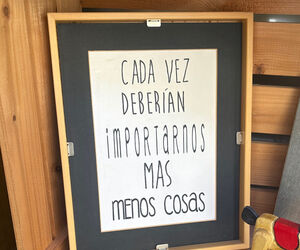 CADA VEZ
DEBERÍAN
iMPORTARNOS
MAS
MENOS COSAS